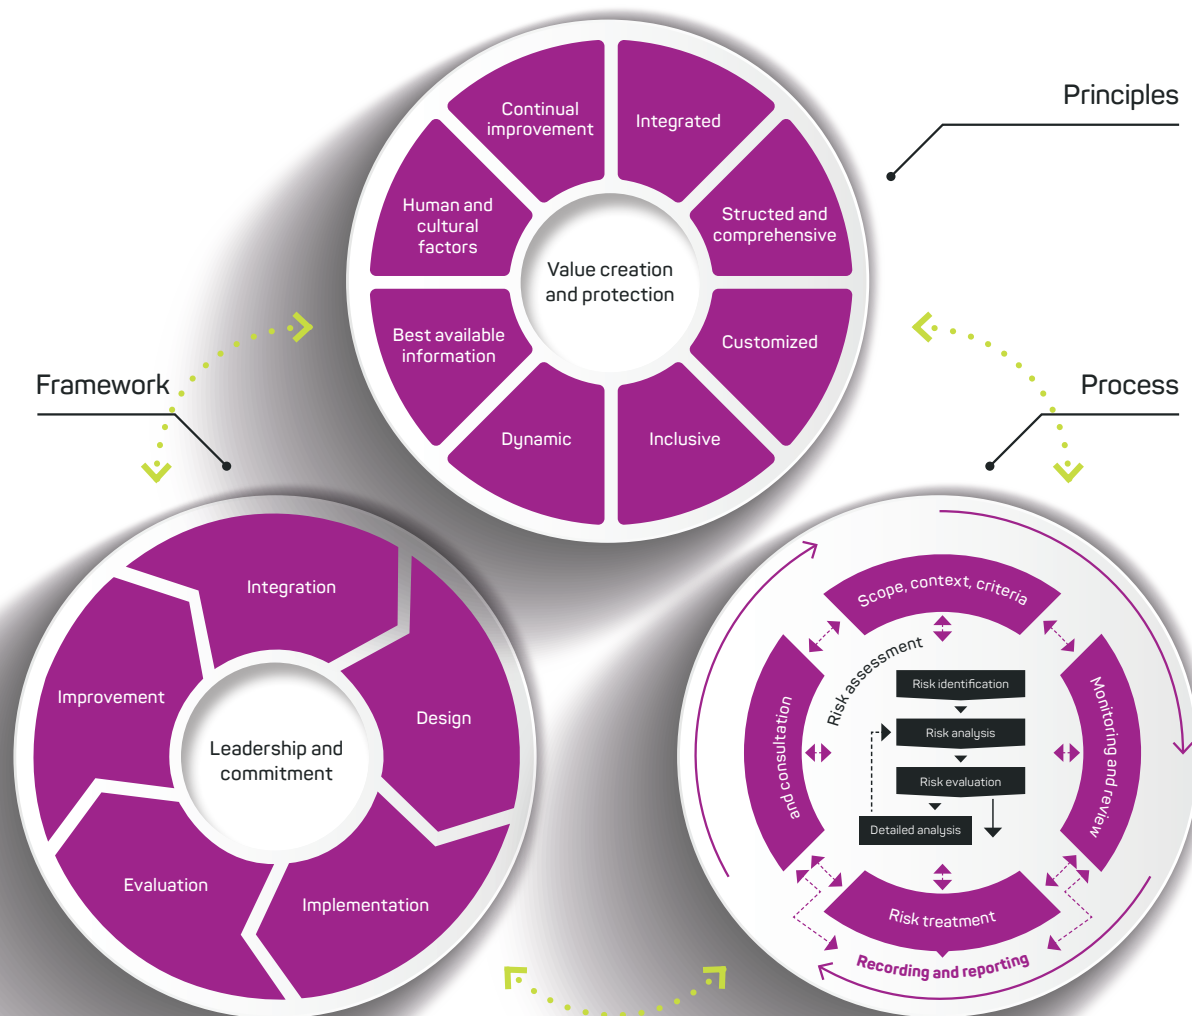 Principles
Continual
improvement
Integrated
Human and
cultural
factors
Structed and
comprehensive
Value creation
and protection
Best available
information
Customized
Dynamic
Inclusive
Framework
Process
Integration
Improvement
Design
Leadership and
commitment
Evaluation
Implementation
Scope, context, criteria
Risk assessment
Risk identification
Risk analysis
Risk evaluation
Detailed analysis
and consultation
Monitoring and review
Risk treatment
Recording and reporting